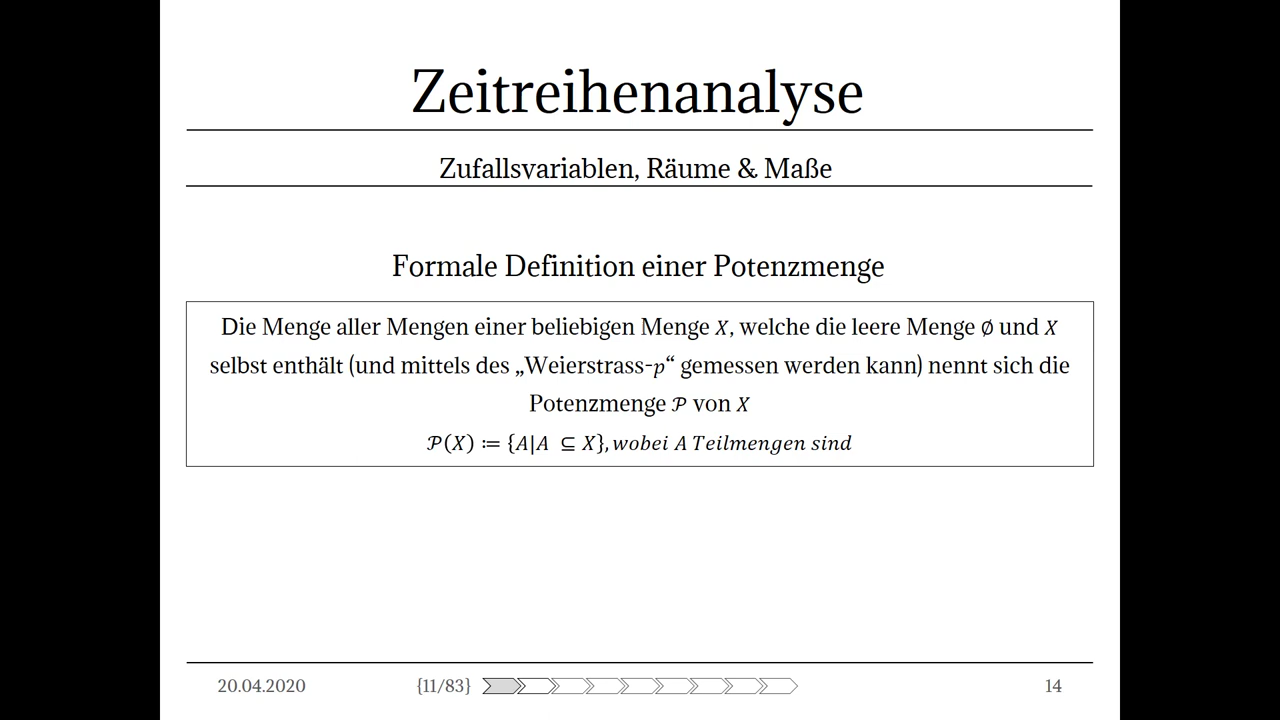 Zeitreihenanalyse
Zufallsvariablen, Räume & Maße
Formale Definition einer Potenzmenge
Die Menge aller Mengen einer beliebigen Menge X, welche die leere Menge ∅ und X
selbst enthält (und mittels des „Weierstrass-p“ gemessen werden kann) nennt sich die
Potenzmenge 𝒫 von X
𝒫(X) ≔ {A|A ⊆ X}, wobei A Teilmengen sind
20.04.2020 {11/83} 14